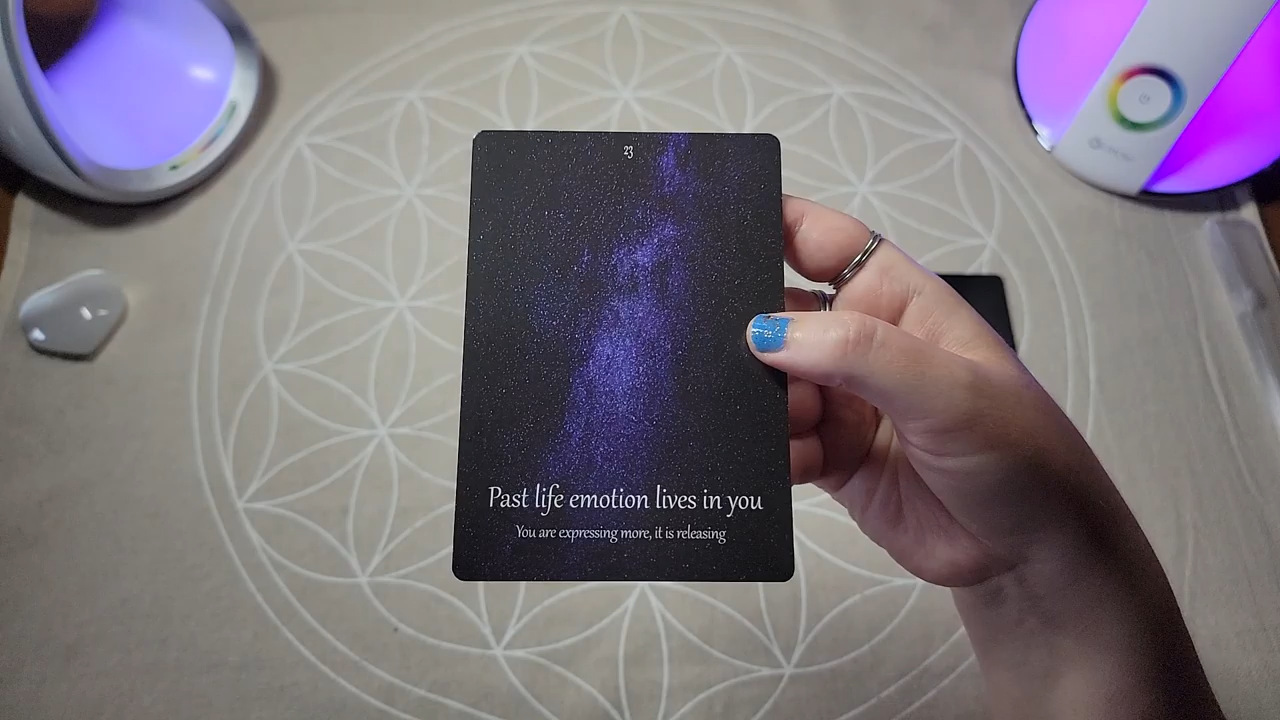 23
Past life emotion lives in you
You are expressing more, it is releasing